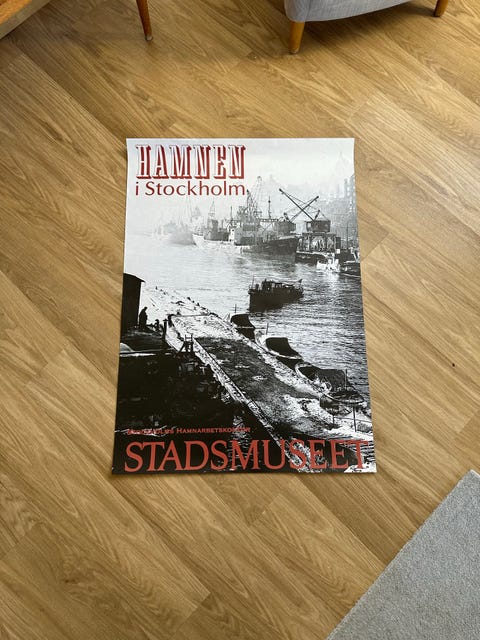 HAMNEN
i Stockholm
HAMNARBETSKONTOR
STADSMUSEET